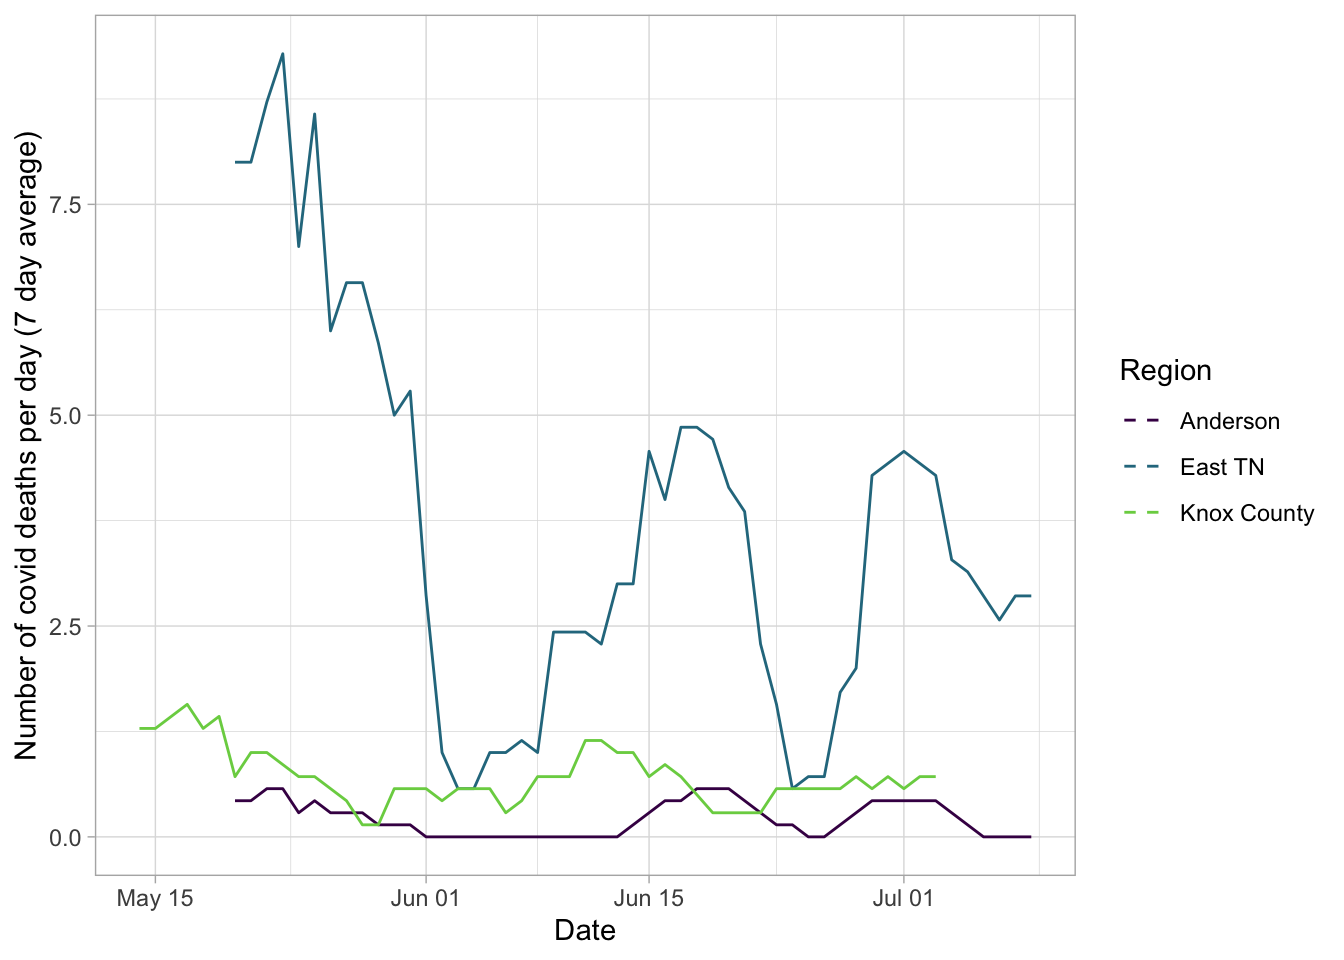 Number of covid deaths per day (7 day average)
7.5
5.0
2.5
0.0
May 15
Jun 01
Jun 15
Jul 01
Date
Region
Anderson
East TN
Knox County